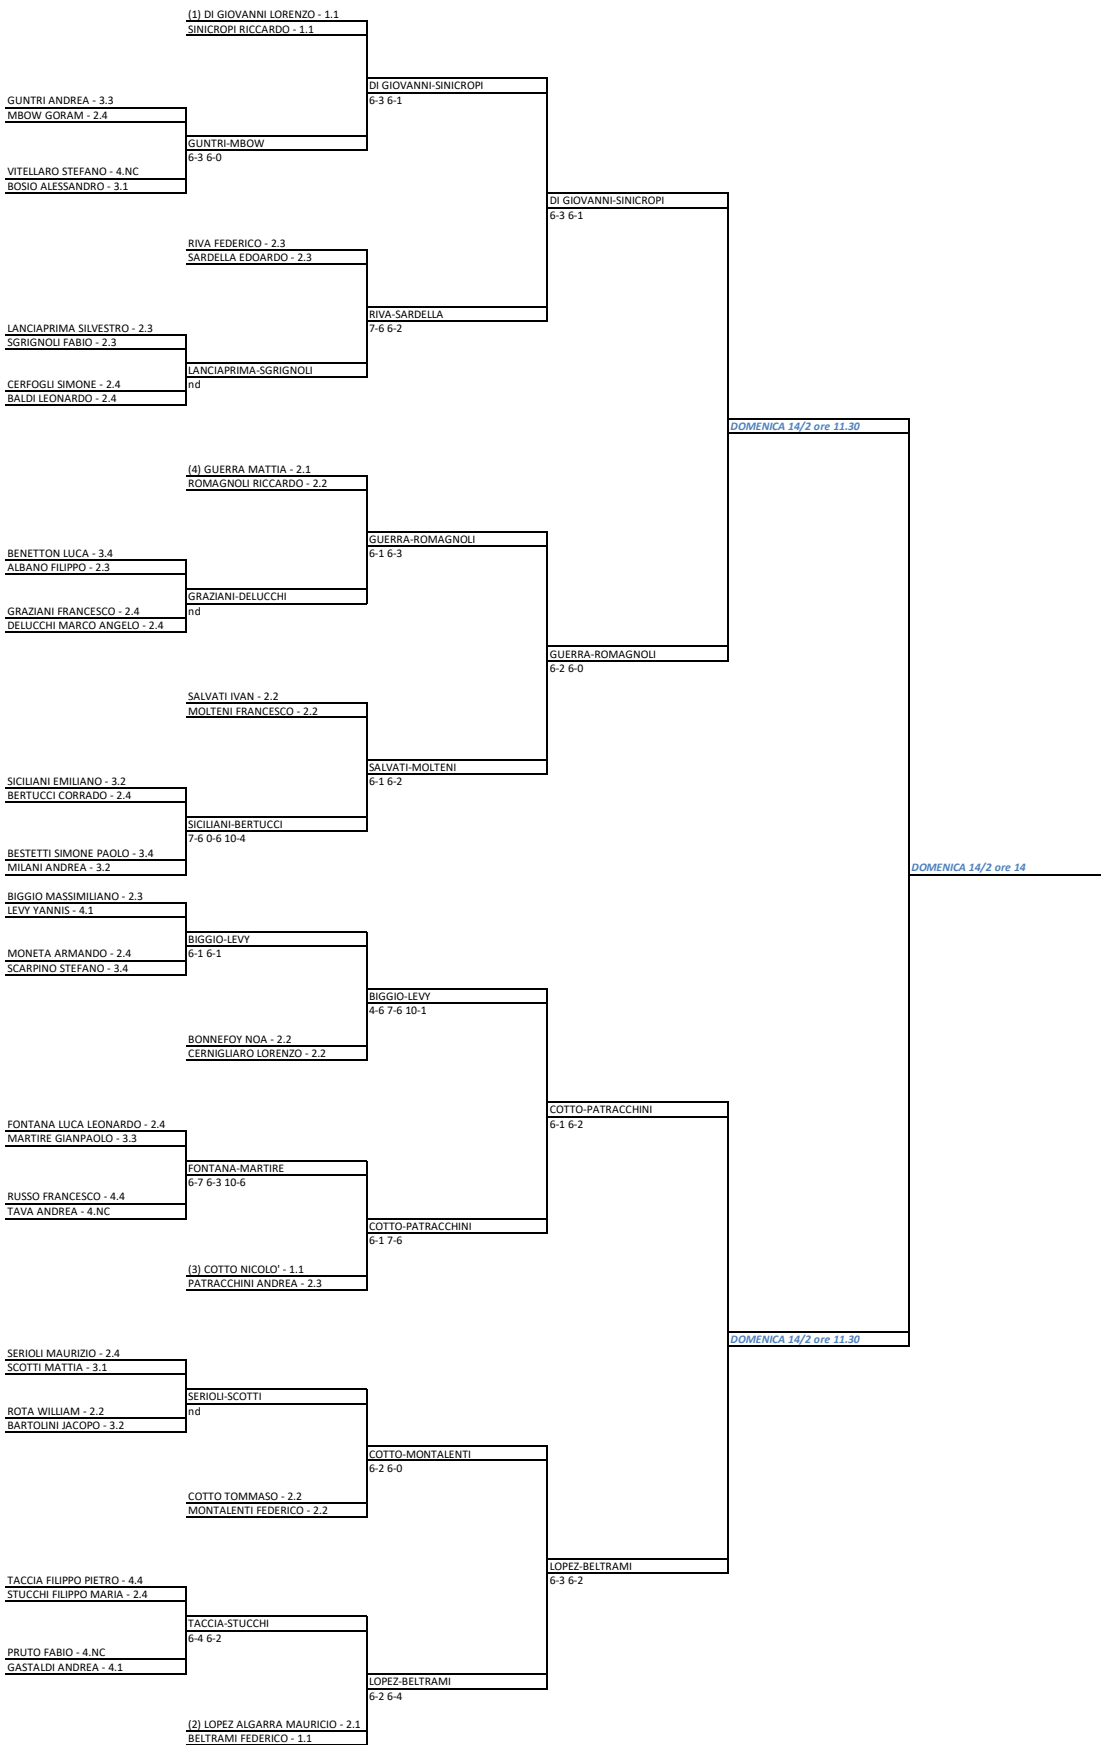 (1) DI GIOVANNI LORENZO - 1.1
SINICROPI RICCARDO - 1.1
DI GIOVANNI-SINICROPI
6-3 6-1
GUNTRI ANDREA - 3.3
MBOW GORAM - 2.4
GUNTRI-MBOW
6-3 6-0
VITELLARO STEFANO - 4.NC
BOSIO ALESSANDRO - 3.1
DI GIOVANNI-SINICROPI
6-3 6-1
RIVA FEDERICO - 2.3
SARDELLA EDOARDO - 2.3
RIVA-SARDELLA
7-6 6-2
LANCIAPRIMA SILVESTRO - 2.3
SGRIGNOLI FABIO - 2.3
LANCIAPRIMA-SGRIGNOLI
nd
CERFOGLI SIMONE - 2.4
BALDI LEONARDO - 2.4
DOMENICA 14/2 ore 11.30
(4) GUERRA MATTIA - 2.1
ROMAGNOLI RICCARDO - 2.2
GUERRA-ROMAGNOLI
6-1 6-3
BENETTON LUCA - 3.4
ALBANO FILIPPO - 2.3
GRAZIANI-DELUCCHI
nd
GRAZIANI FRANCESCO - 2.4
DELUCCHI MARCO ANGELO - 2.4
GUERRA-ROMAGNOLI
6-2 6-0
SALVATI IVAN - 2.2
MOLTENI FRANCESCO - 2.2
SALVATI-MOLTENI
6-1 6-2
SICILIANI EMILIANO - 3.2
BERTUCCI CORRADO - 2.4
SICILIANI-BERTUCCI
7-6 0-6 10-4
BESTETTI SIMONE PAOLO - 3.4
MILANI ANDREA - 3.2
DOMENICA 14/2 ore 14
BIGGIO MASSIMILIANO - 2.3
LEVY YANNIS - 4.1
BIGGIO-LEVY
6-1 6-1
MONETA ARMANDO - 2.4
SCARPINO STEFANO - 3.4
BIGGIO-LEVY
4-6 7-6 10-1
BONNEFOY NOA - 2.2
CERNIGLIARO LORENZO - 2.2
COTTO-PATRACCHINI
6-1 6-2
FONTANA LUCA LEONARDO - 2.4
MARTIRE GIANPAOLO - 3.3
FONTANA-MARTIRE
6-7 6-3 10-6
RUSSO FRANCESCO - 4.4
TAVA ANDREA - 4.NC
COTTO-PATRACCHINI
6-1 7-6
(3) COTTO NICOLO' - 1.1
PATRACCHINI ANDREA - 2.3
DOMENICA 14/2 ore 11.30
SERIOLI MAURIZIO - 2.4
SCOTTI MATTIA - 3.1
SERIOLI-SCOTTI
nd
ROTA WILLIAM - 2.2
BARTOLINI JACOPO - 3.2
COTTO-MONTALENTI
6-2 6-0
COTTO TOMMASO - 2.2
MONTALENTI FEDERICO - 2.2
LOPEZ-BELTRAMI
6-3 6-2
TACCIA FILIPPO PIETRO - 4.4
STUCCHI FILIPPO MARIA - 2.4
TACCIA-STUCCHI
6-4 6-2
PRUTO FABIO - 4.NC
GASTALDI ANDREA - 4.1
LOPEZ-BELTRAMI
6-2 6-4
(2) LOPEZ ALGARRA MAURICIO - 2.1
BELTRAMI FEDERICO - 1.1